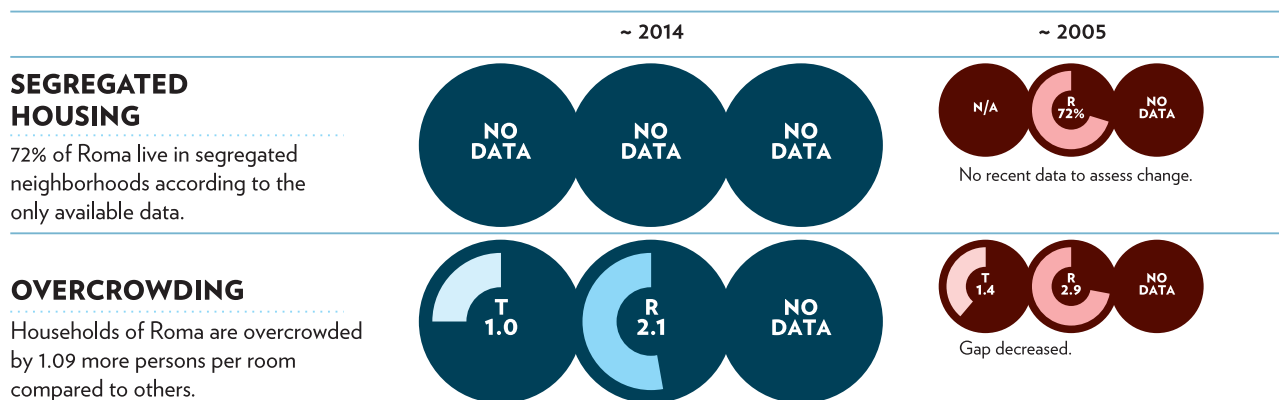 ~ 2014
~ 2005
SEGREGATED
HOUSING
72% of Roma live in segregated
neighborhoods according to the
only available data.
NO
DATA
NO
DATA
NO
DATA
N/A
R
72%
NO
DATA
No recent data to assess change.
OVERCROWDING
Households of Roma are overcrowded
by 1.09 more persons per room
compared to others.
T
1.0
R
2.1
NO
DATA
T
1.4
R
2.9
NO
DATA
Gap decreased.